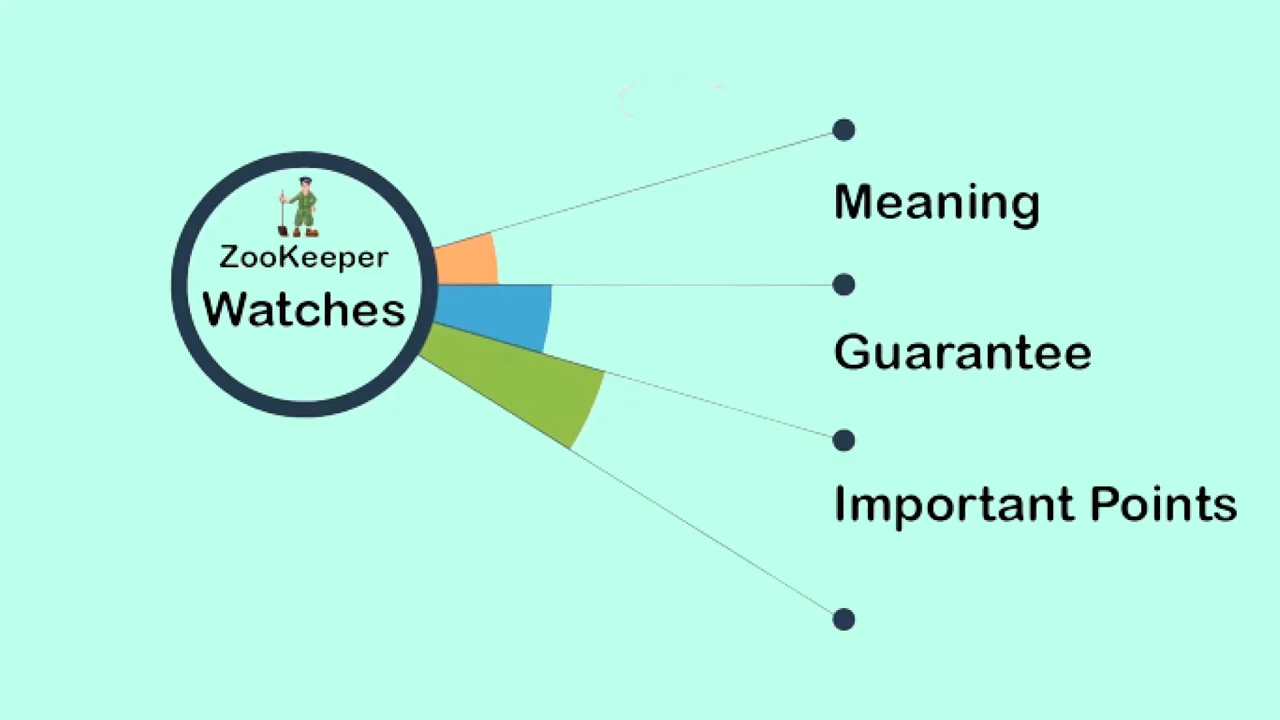 ZooKeeper
Watches
Meaning
Guarantee
Important Points